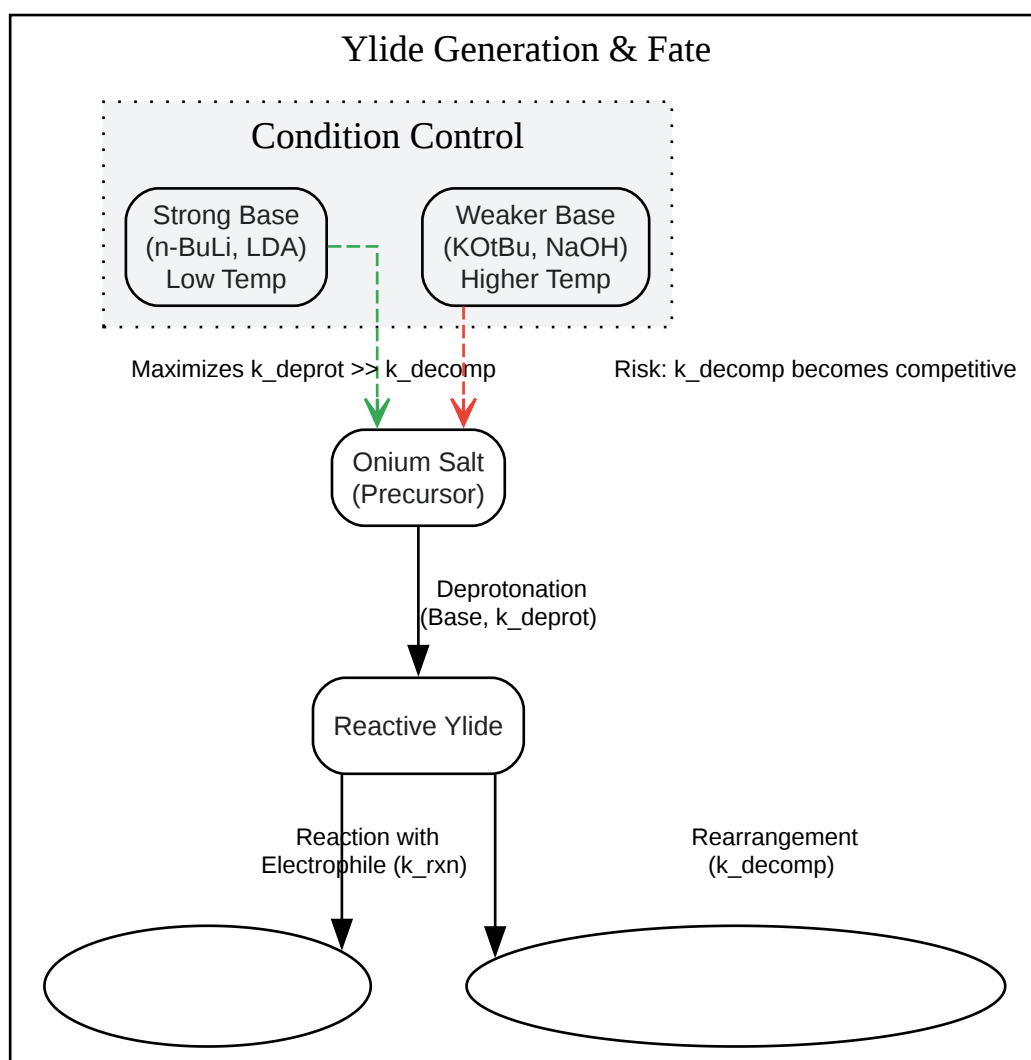 Ylide Generation & Fate
Condition Control
Strong Base
(n-BuLi, LDA)
Low Temp
Weaker Base
(KOtBu, NaOH)
Higher Temp
Maximizes k_deprot >> k_decomp
Risk: k_decomp becomes competitive
Onium Salt
(Precursor)
Deprotonation
(Base, k_deprot)
Reactive Ylide
Reaction with
Electrophile (k_rxn)
Rearrangement
(k_decomp)